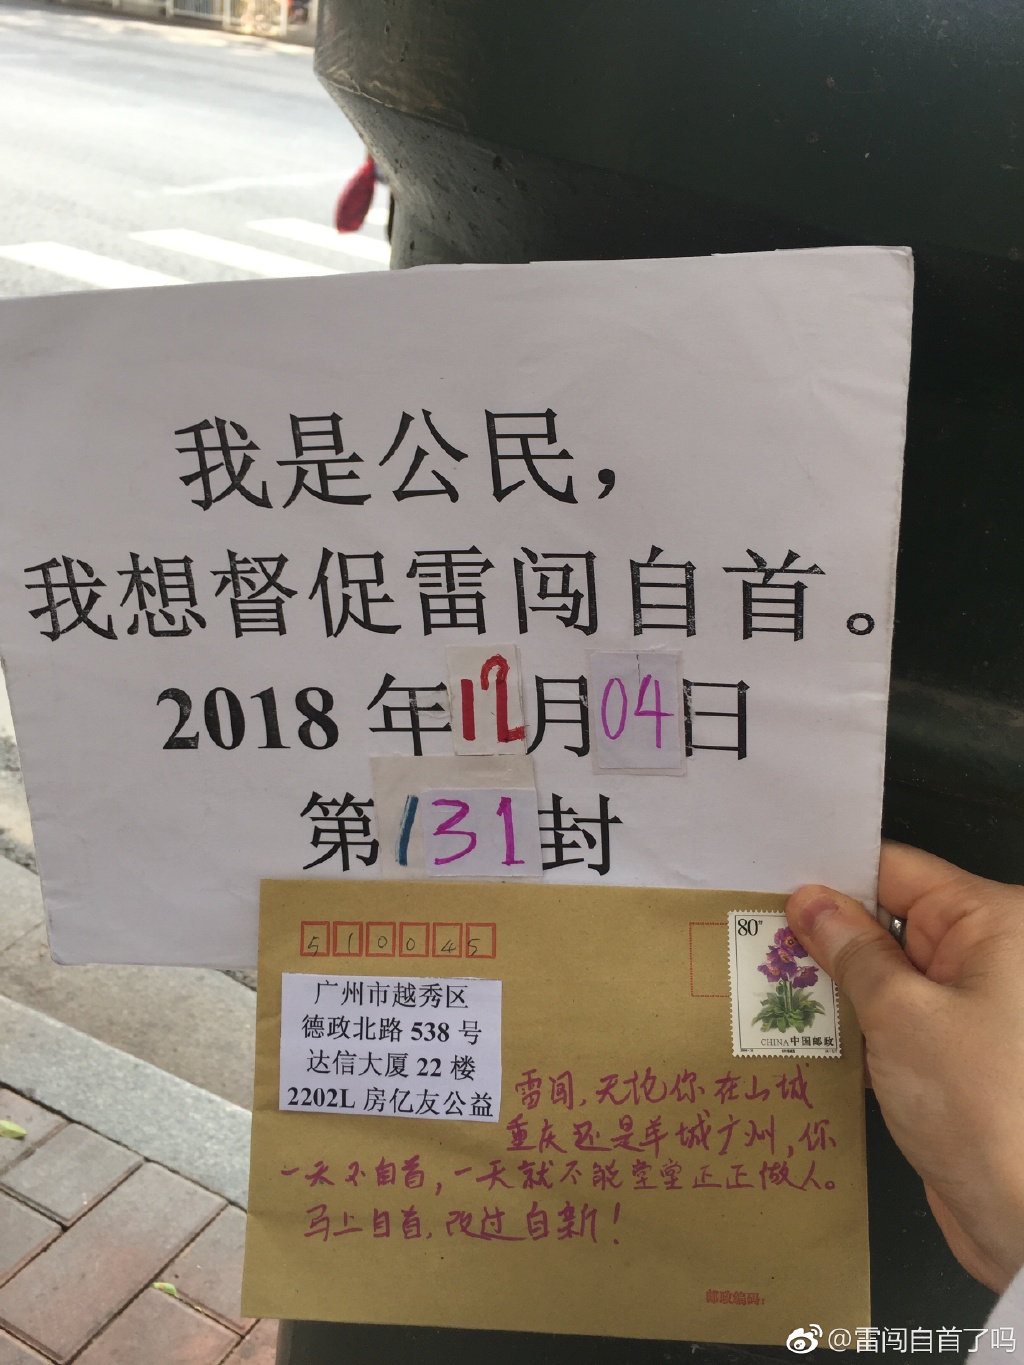 我是公民，
我想督促雷闯自首。
2018 年12月04日
第131封
510045
80分
CHINA 中国邮政
广州市越秀区
德政北路 538 号
达信大厦 22 楼
2202L 房亿友公益
雷闯，无论你在山城
重庆还是羊城广州，你
一天不自首，一天就不能堂堂正正做人。
马上自首，改过自新！
邮政编码：
@雷闯自首了吗